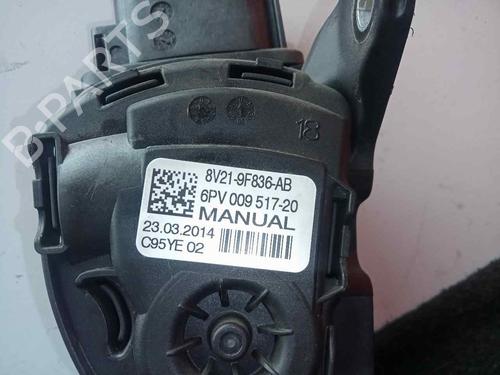 B-PARTS
18
8V21-9F836-AB
6PV 009 517-20
MANUAL
23.03.2014
C95YE 02